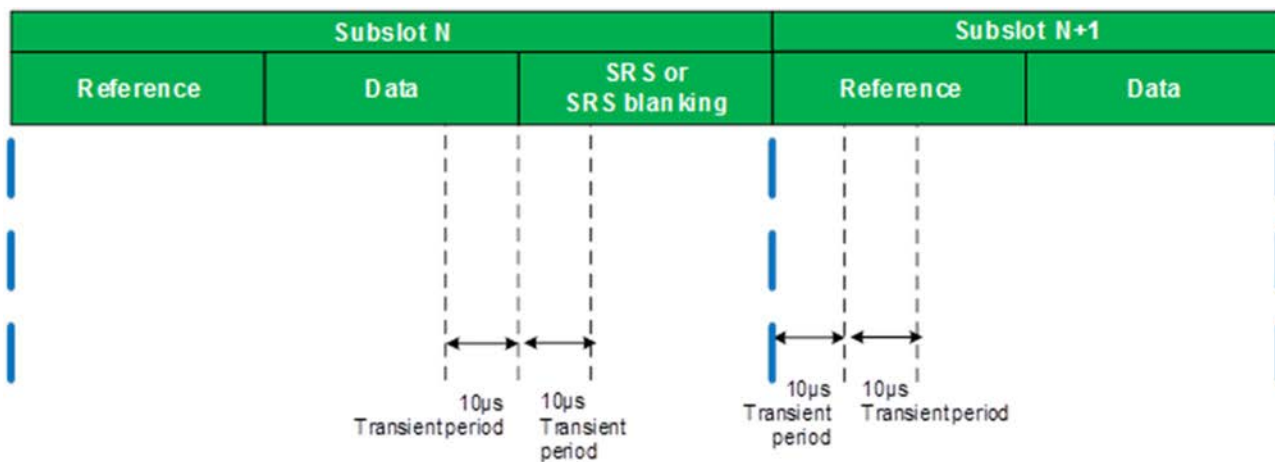 Subslot N
Subslot N+1
Reference
Data
SRS or
SRS blanking
Reference
Data
10µs
Transient period
10µs
Transient
period
10µs
Transient
period
10µs
Transient period